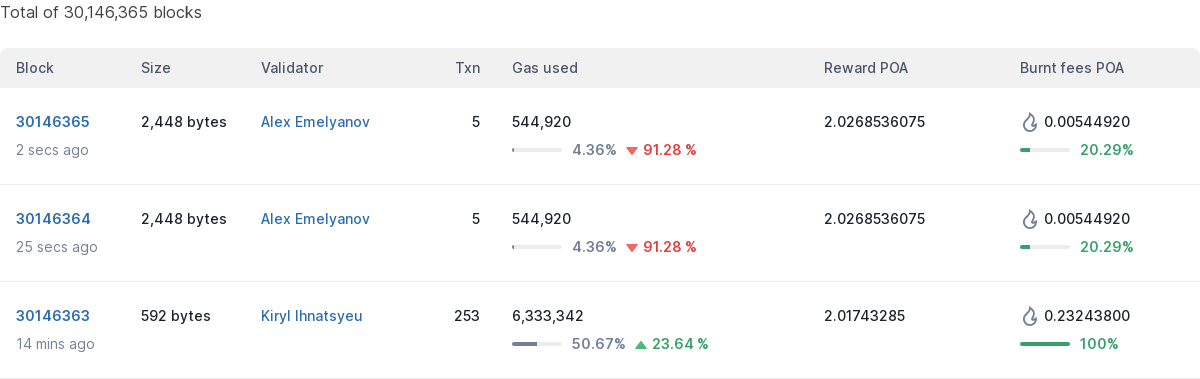 Total of 30,146,365 blocks
Block Size Validator Txn Gas used Reward POA Burnt fees POA
30146365 2,448 bytes Alex Emelyanov 5 544,920 2.0268536075 0.00544920
2 secs ago 4.36% 91.28 % 20.29%
30146364 2,448 bytes Alex Emelyanov 5 544,920 2.0268536075 0.00544920
25 secs ago 4.36% 91.28 % 20.29%
30146363 592 bytes Kiryl Ihnatsyeu 253 6,333,342 2.01743285 0.23243800
14 mins ago 50.67% 23.64 % 100%